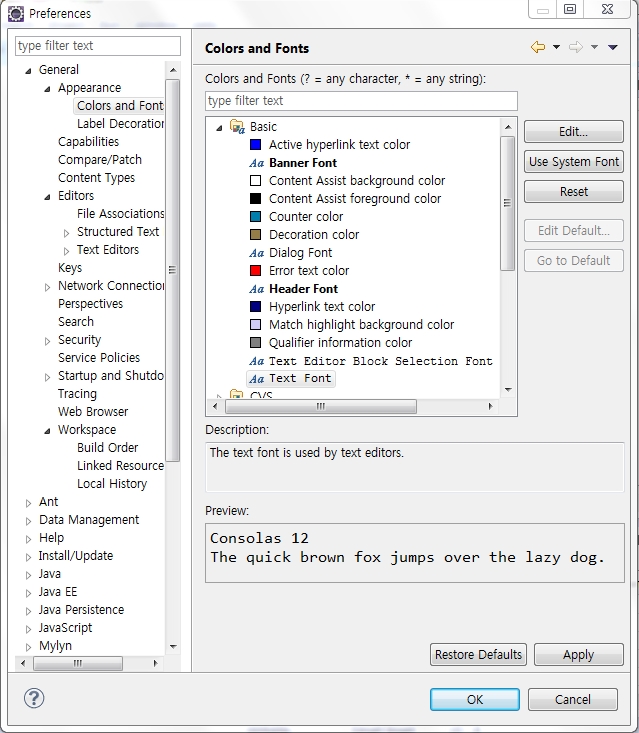 Preferences
type filter text
General
Appearance
Colors and Font
Label Decoration
Capabilities
Compare/Patch
Content Types
Editors
File Associations
Structured Text
Text Editors
Keys
Network Connection
Perspectives
Search
Security
Service Policies
Startup and Shutdo
Tracing
Web Browser
Workspace
Build Order
Linked Resource
Local History
Ant
Data Management
Help
Install/Update
Java
Java EE
Java Persistence
JavaScript
Mylyn
Colors and Fonts
Colors and Fonts (? = any character, * = any string):
type filter text
Basic
Active hyperlink text color
Aa Banner Font
Content Assist background color
Content Assist foreground color
Counter color
Decoration color
Aa Dialog Font
Error text color
Aa Header Font
Hyperlink text color
Match highlight background color
Qualifier information color
Aa Text Editor Block Selection Font
Aa Text Font
CVS
Edit...
Use System Font
Reset
Edit Default...
Go to Default
Description:
The text font is used by text editors.
Preview:
Consolas 12
The quick brown fox jumps over the lazy dog.
Restore Defaults
Apply
?
OK
Cancel